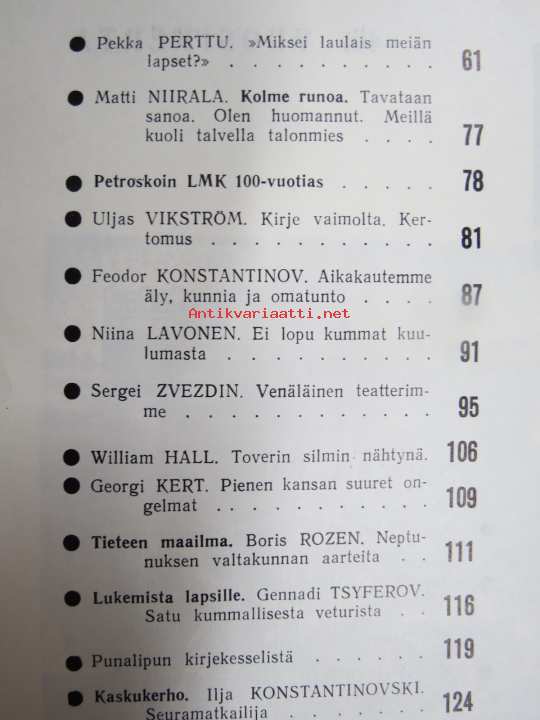 ● Pekka PERTTU. »Miksei laulais meiän
lapset?» . . . . . . . . . . 61
● Matti NIIRALA. Kolme runoa. Tavataan
sanoa. Olen huomannut. Meillä
kuoli talvella talonmies . . . . 77
● Petroskoin LMK 100-vuotias . . . . . 78
● Uljas VIKSTRÖM. Kirje vaimolta. Ker-
tomus . . . . . . . . . . . 81
● Feodor KONSTANTINOV. Aikakautemme
äly, kunnia ja omatunto . . . . 87
Antikvariaatti.net
● Niina LAVONEN. Ei lopu kummat kuu-
lumasta . . . . . . . . . . 91
● Sergei ZVEZDIN. Venäläinen teatterim-
me . . . . . . . . . . . . 95
● William HALL. Toverin silmin nähtynä. 106
● Georgi KERT. Pienen kansan suuret on-
gelmat . . . . . . . . . . . 109
● Tieteen maailma. Boris ROZEN. Neptu-
nuksen valtakunnan aarteita . . 111
● Lukemista lapsille. Gennadi TSYFEROV.
Satu kummallisesta veturista . . 116
● Punalipun kirjekesselistä . . . . . . 119
● Kaskukerho. Ilja KONSTANTINOVSKI.
Seuramatkailija . . . . . . . 124